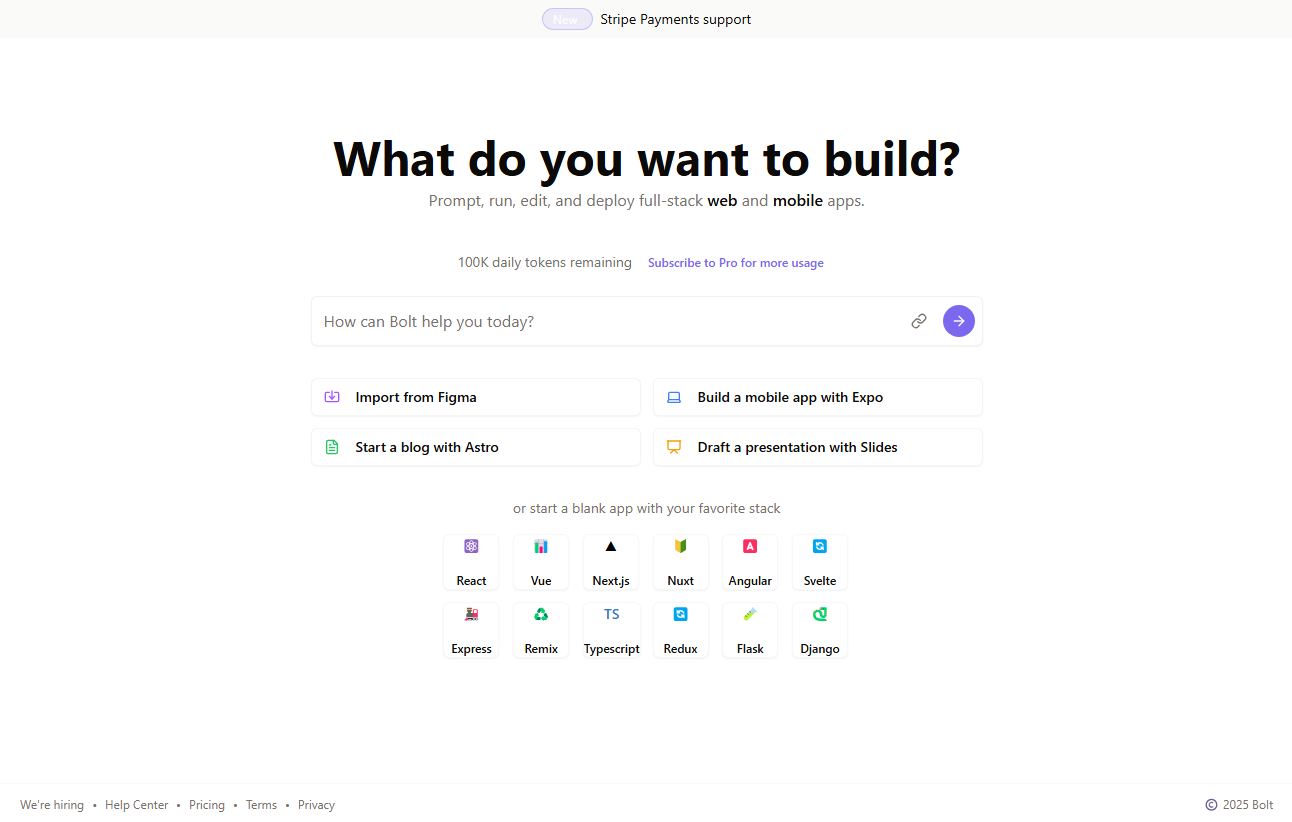 New Stripe Payments support
What do you want to build?
Prompt, run, edit, and deploy full-stack web and mobile apps.
100K daily tokens remaining Subscribe to Pro for more usage
How can Bolt help you today?
Import from Figma
Build a mobile app with Expo
Start a blog with Astro
Draft a presentation with Slides
or start a blank app with your favorite stack
React
Vue
Next.js
Nuxt
A
Angular
Svelte
Express
Remix
TS
Typescript
Redux
Flask
Django
We're hiring • Help Center • Pricing • Terms • Privacy
© 2025 Bolt